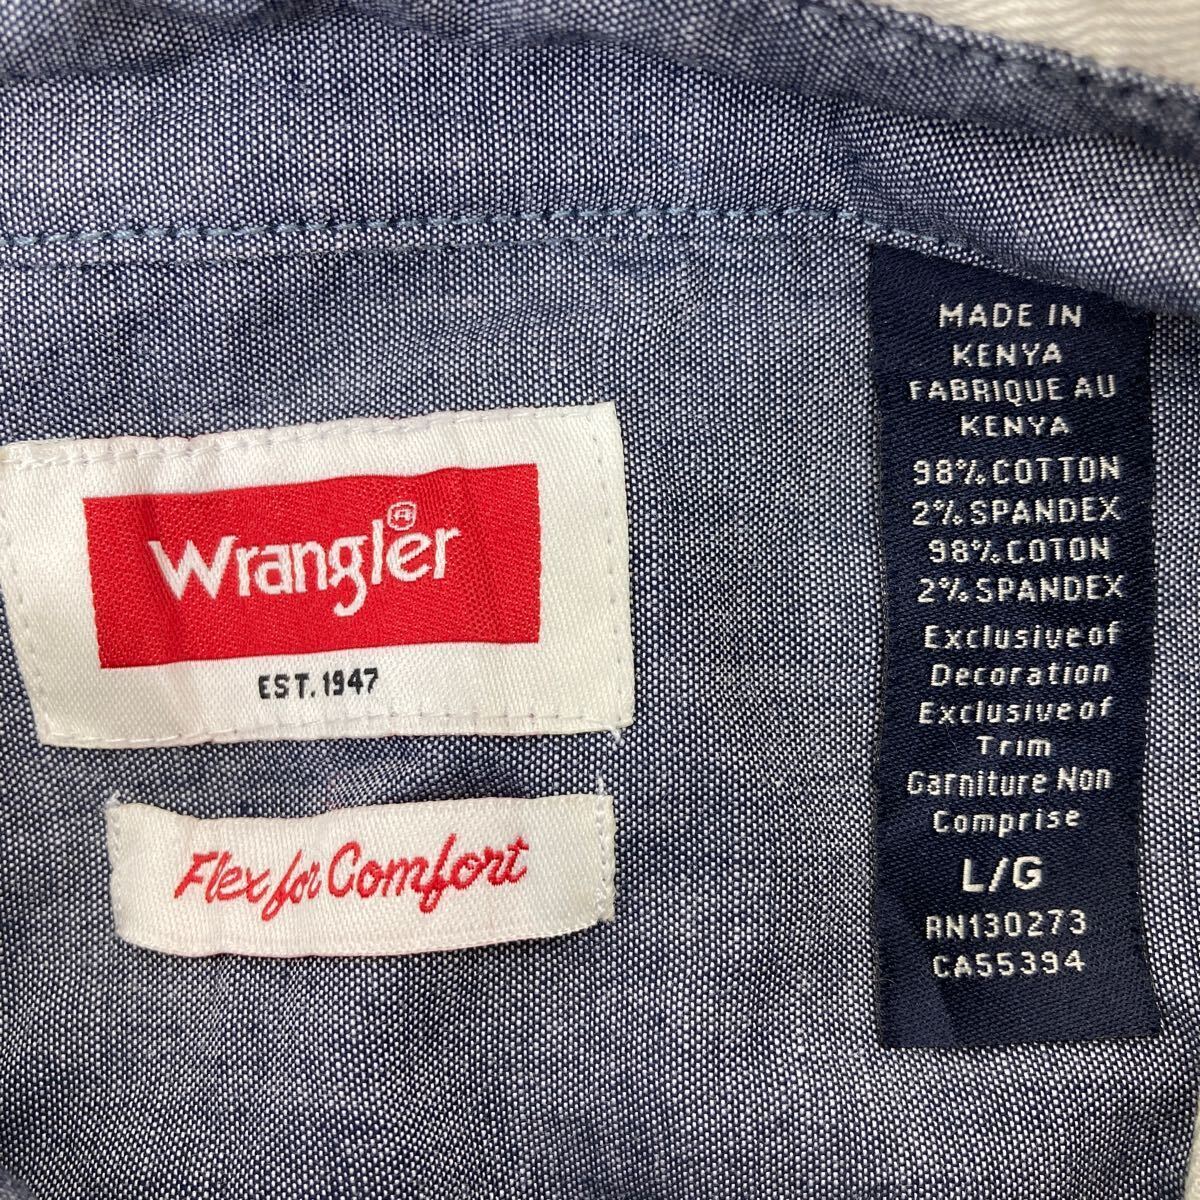 Wrangler
EST. 1947
Flex for Comfort
MADE IN
KENYA
FABRIQUE AU
KENYA
98% COTTON
2% SPANDEX
98% COTON
2% SPANDEX
Exclusive of
Decoration
Exclusive of
Trim
Garniture Non
Comprise
L/G
RN130273
CA55394